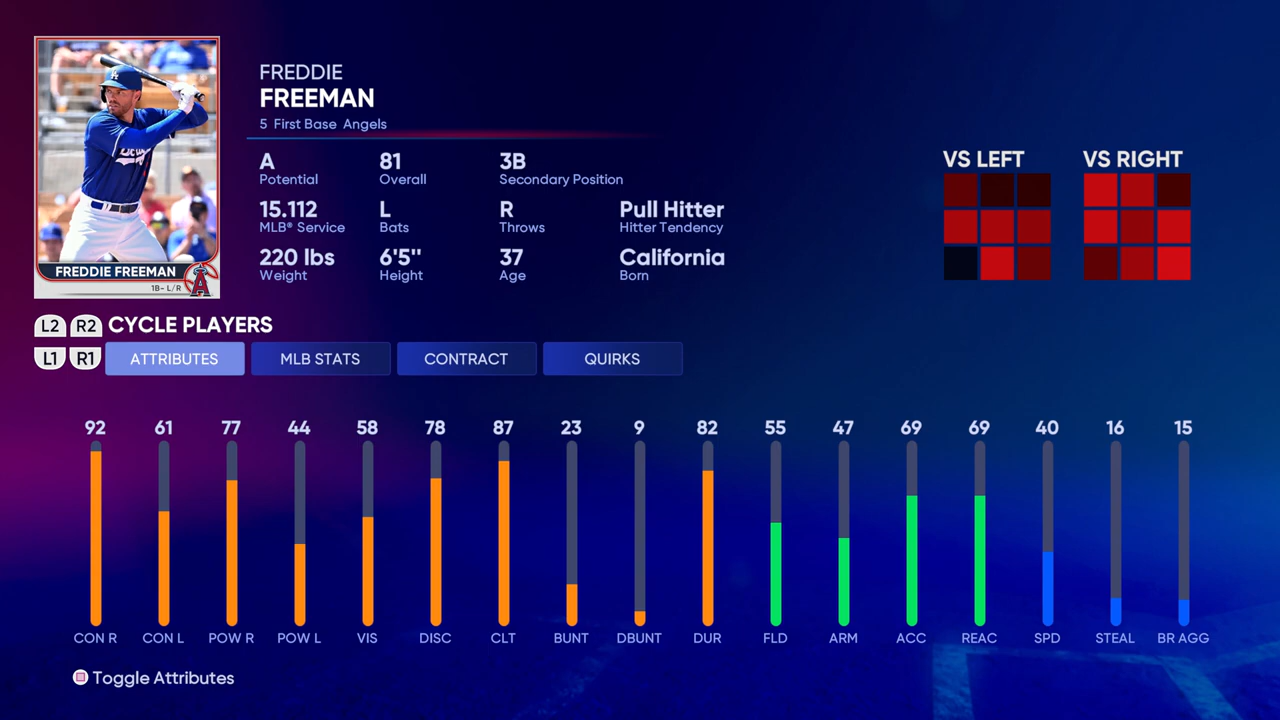 FREDDIE
FREEMAN
5 First Base Angels
A 81 3B
Potential Overall Secondary Position
15.112 L R Pull Hitter
MLB® Service Bats Throws Hitter Tendency
220 lbs 6'5" 37 California
Weight Height Age Born
LA
Dodgers
FREDDIE FREEMAN
1B- L/R
A
VS LEFT VS RIGHT
L2 R2 CYCLE PLAYERS
L1 R1 ATTRIBUTES MLB STATS CONTRACT QUIRKS
92 61 77 44 58 78 87 23 9 82 55 47 69 69 40 16 15
CON R CON L POW R POW L VIS DISC CLT BUNT DBUNT DUR FLD ARM ACC REAC SPD STEAL BR AGG
Toggle Attributes